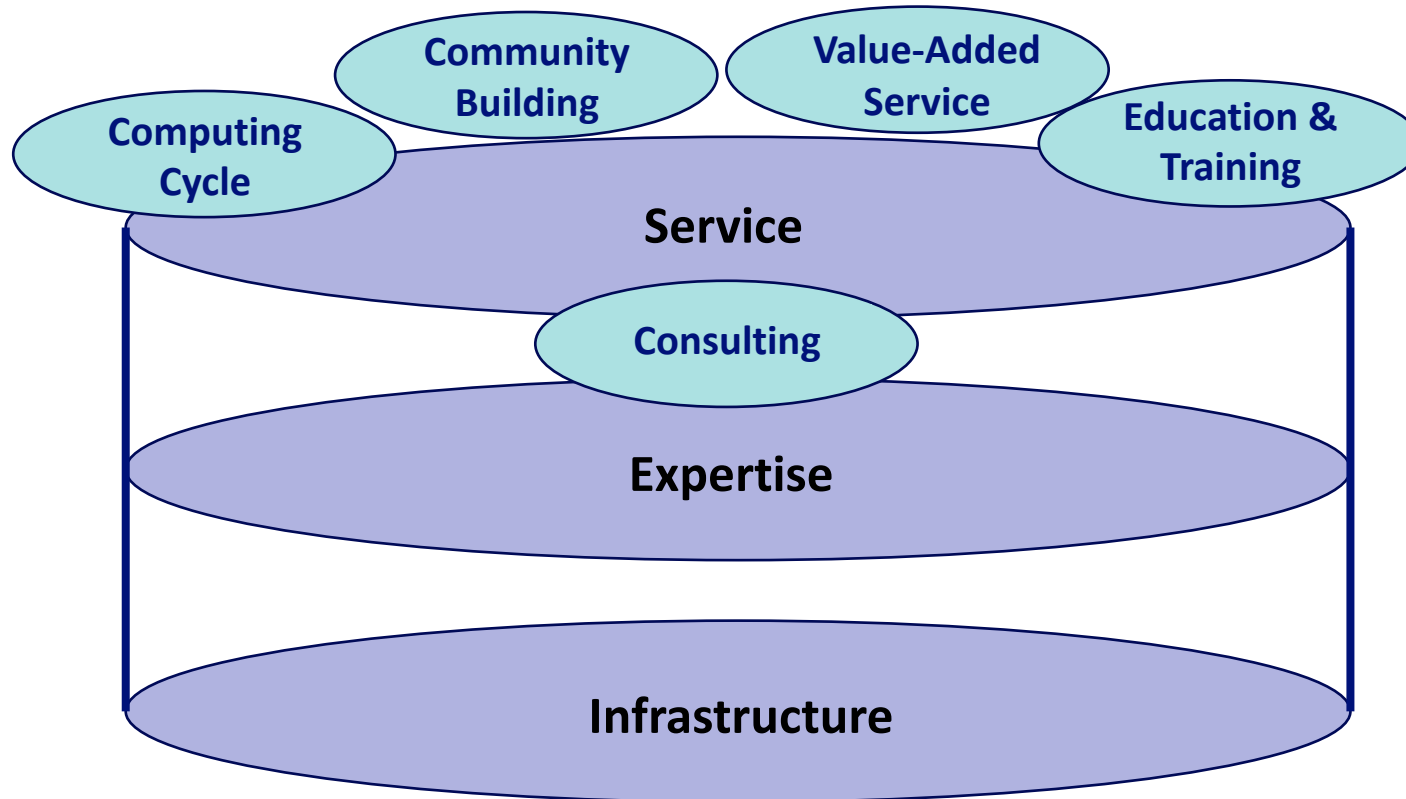 Community
Building
Value-Added
Service
Computing
Cycle
Education &
Training
Service
Consulting
Expertise
Infrastructure